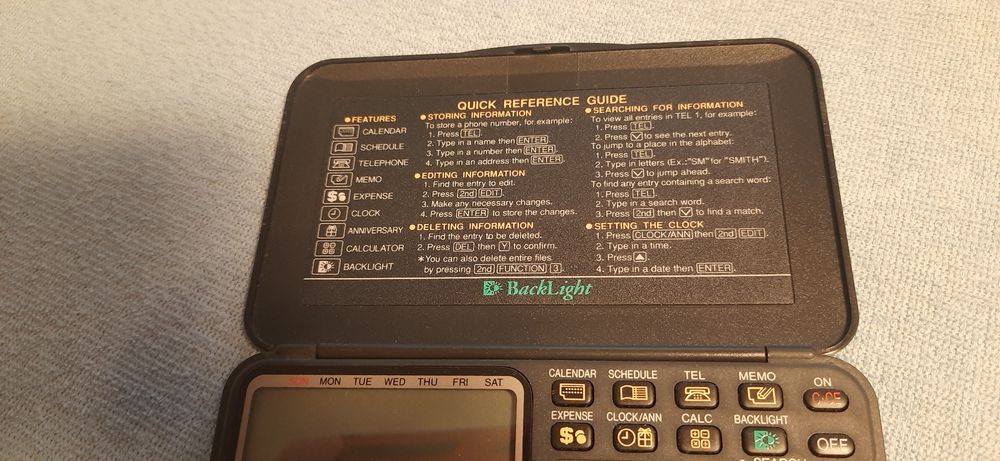 QUICK REFERENCE GUIDE
●FEATURES
CALENDAR
SCHEDULE
TELEPHONE
MEMO
$ EXPENSE
CLOCK
ANNIVERSARY
CALCULATOR
BACKLIGHT
●STORING INFORMATION
To store a phone number, for example:
1. Press [TEL].
2. Type in a name then [ENTER].
3. Type in a number then [ENTER].
4. Type in an address then [ENTER].
●EDITING INFORMATION
1. Find the entry to edit.
2. Press [2nd] [EDIT].
3. Make any necessary changes.
4. Press [ENTER] to store the changes.
●DELETING INFORMATION
1. Find the entry to be deleted.
2. Press [DEL] then [Y] to confirm.
*You can also delete entire files
by pressing [2nd] [FUNCTION] [3].
●SEARCHING FOR INFORMATION
To view all entries in TEL 1, for example:
1. Press [TEL].
2. Press [∨] to see the next entry.
To jump to a place in the alphabet:
1. Press [TEL].
2. Type in letters (Ex.:"SM" for "SMITH").
3. Press [∨] to jump ahead.
To find any entry containing a search word:
1. Press [TEL].
2. Type in a search word.
3. Press [2nd] then [∨] to find a match.
●SETTING THE CLOCK
1. Press [CLOCK/ANN] then [2nd] [EDIT].
2. Type in a time.
3. Press [▲].
4. Type in a date then [ENTER].
BackLight
SUN MON TUE WED THU FRI SAT
CALENDAR SCHEDULE TEL MEMO ON
C·CE
EXPENSE CLOCK/ANN CALC BACKLIGHT
$ OFF
SEARCH